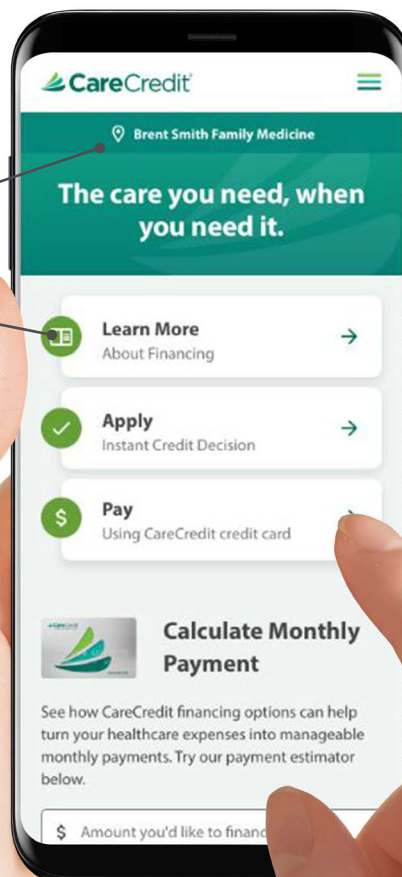 CareCredit
Brent Smith Family Medicine
The care you need, when
you need it.
Learn More
About Financing
Apply
Instant Credit Decision
$ Pay
Using CareCredit credit card
Calculate Monthly
Payment
See how CareCredit financing options can help
turn your healthcare expenses into manageable
monthly payments. Try our payment estimator
below.
$ Amount you'd like to